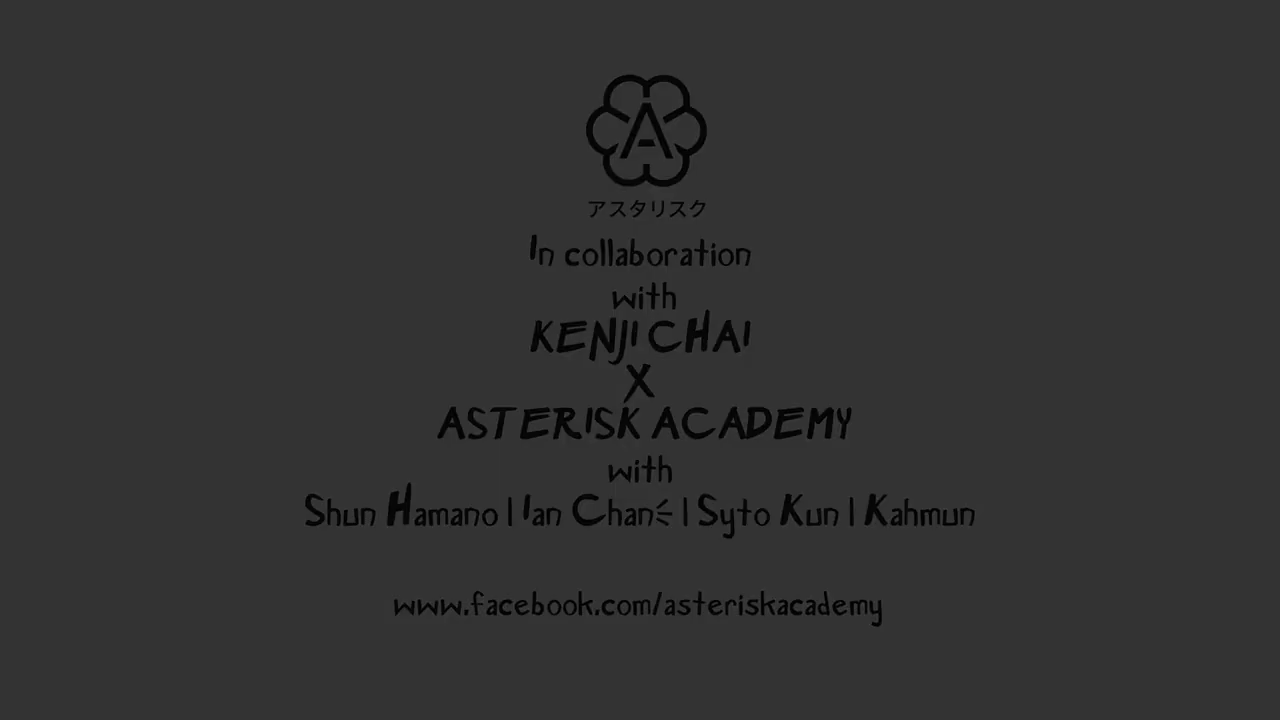 A
アスタリスク
In collaboration
with
KENJI CHAI
X
ASTERISK ACADEMY
with
Shun Hamano | Ian Chan | Syto Kun | Kahmun
www.facebook.com/asteriskacademy